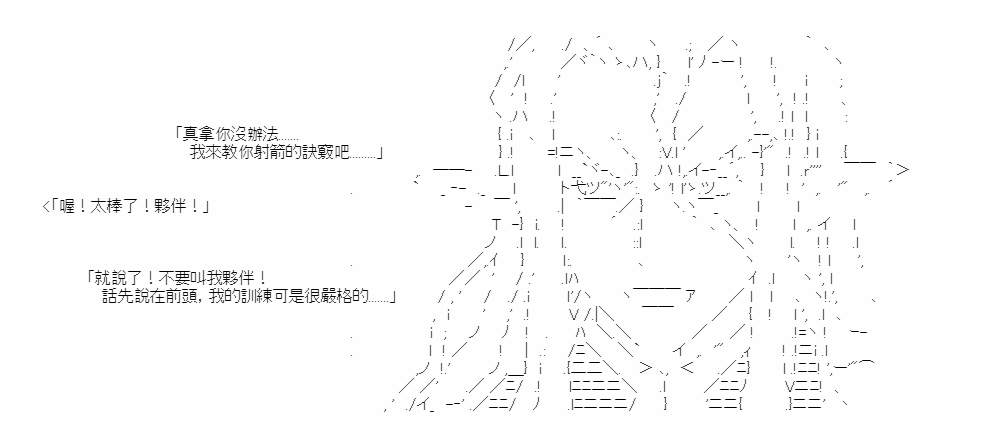 「真拿你沒辦法.......
我來教你射箭的訣竅吧.........」
<「喔！太棒了！夥伴！」
「就說了！不要叫我夥伴！
話先說在前頭，我的訓練可是很嚴格的.......」